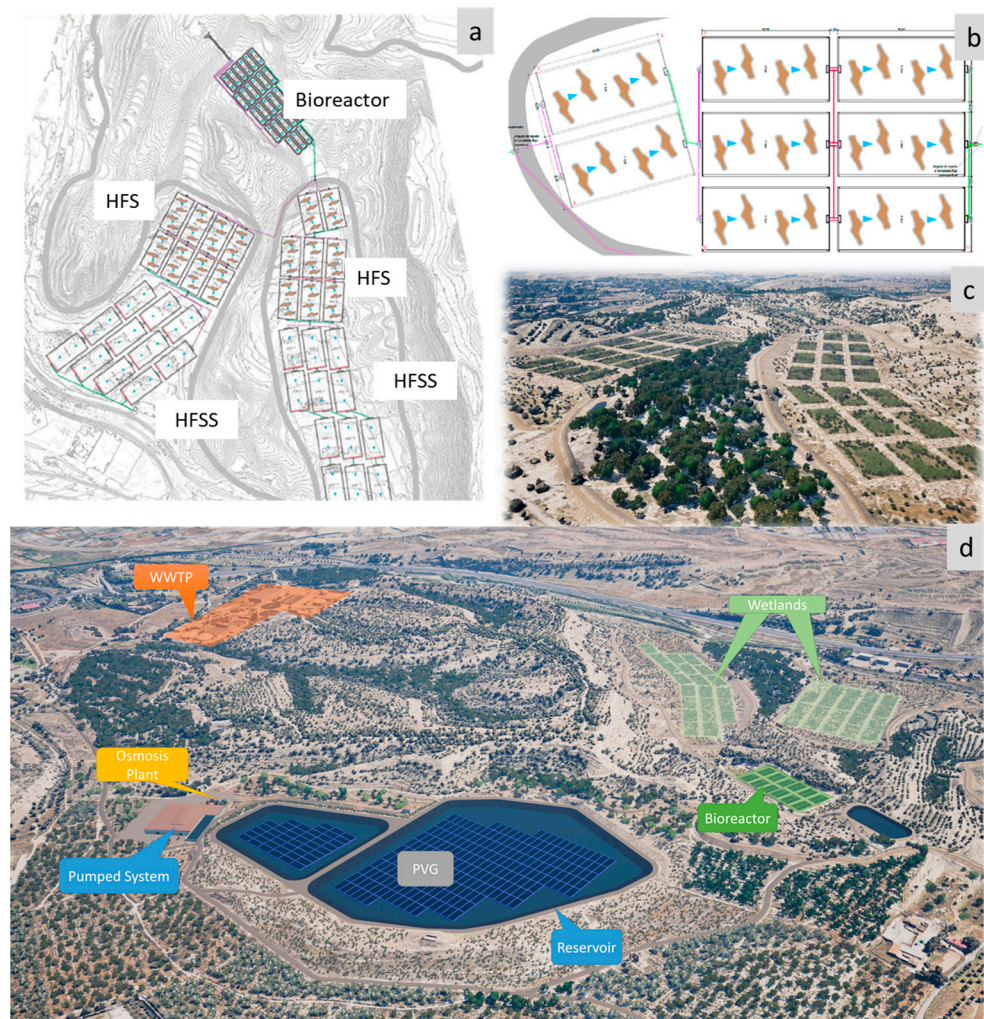 a
Bioreactor
HFS
HFS
HFSS
HFSS
b
c
d
WWTP
Wetlands
Osmosis
Plant
Bioreactor
Pumped System
PVG
Reservoir